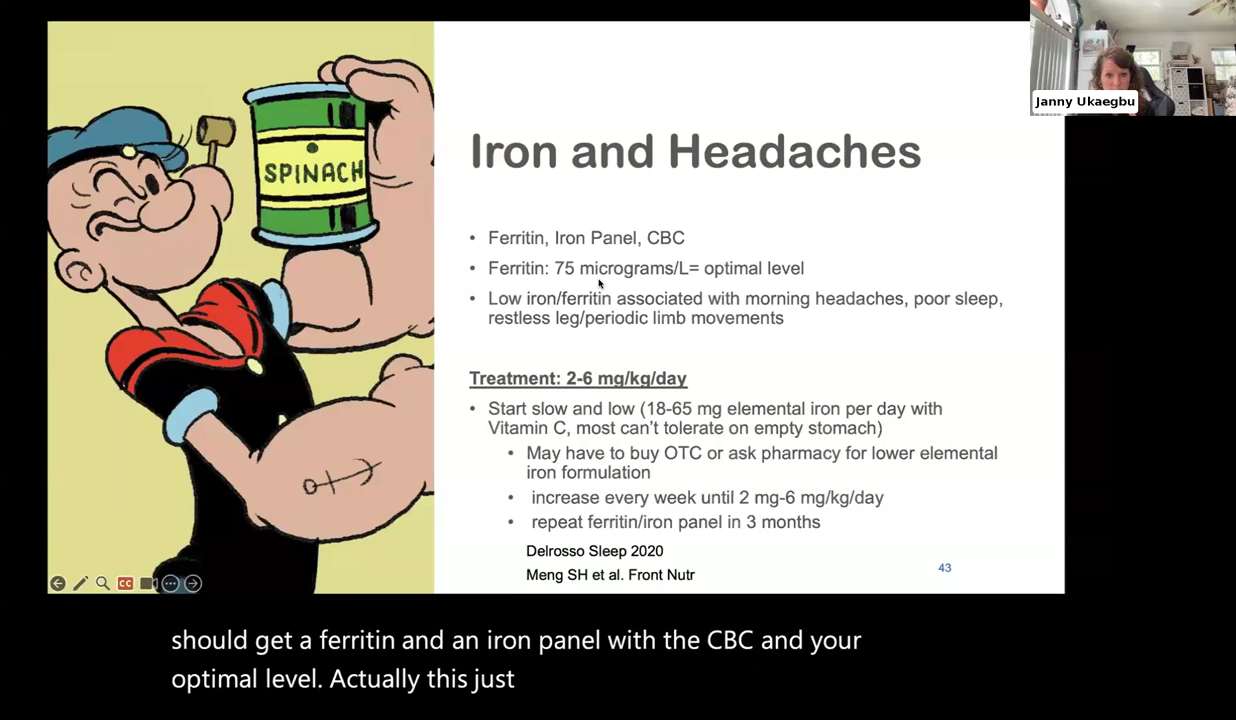 Janny Ukaegbu
SPINACH
Iron and Headaches
• Ferritin, Iron Panel, CBC
• Ferritin: 75 micrograms/L= optimal level
• Low iron/ferritin associated with morning headaches, poor sleep,
restless leg/periodic limb movements
Treatment: 2-6 mg/kg/day
• Start slow and low (18-65 mg elemental iron per day with
Vitamin C, most can't tolerate on empty stomach)
• May have to buy OTC or ask pharmacy for lower elemental
iron formulation
• increase every week until 2 mg-6 mg/kg/day
• repeat ferritin/iron panel in 3 months
Delrosso Sleep 2020
Meng SH et al. Front Nutr
43
CC
should get a ferritin and an iron panel with the CBC and your
optimal level. Actually this just